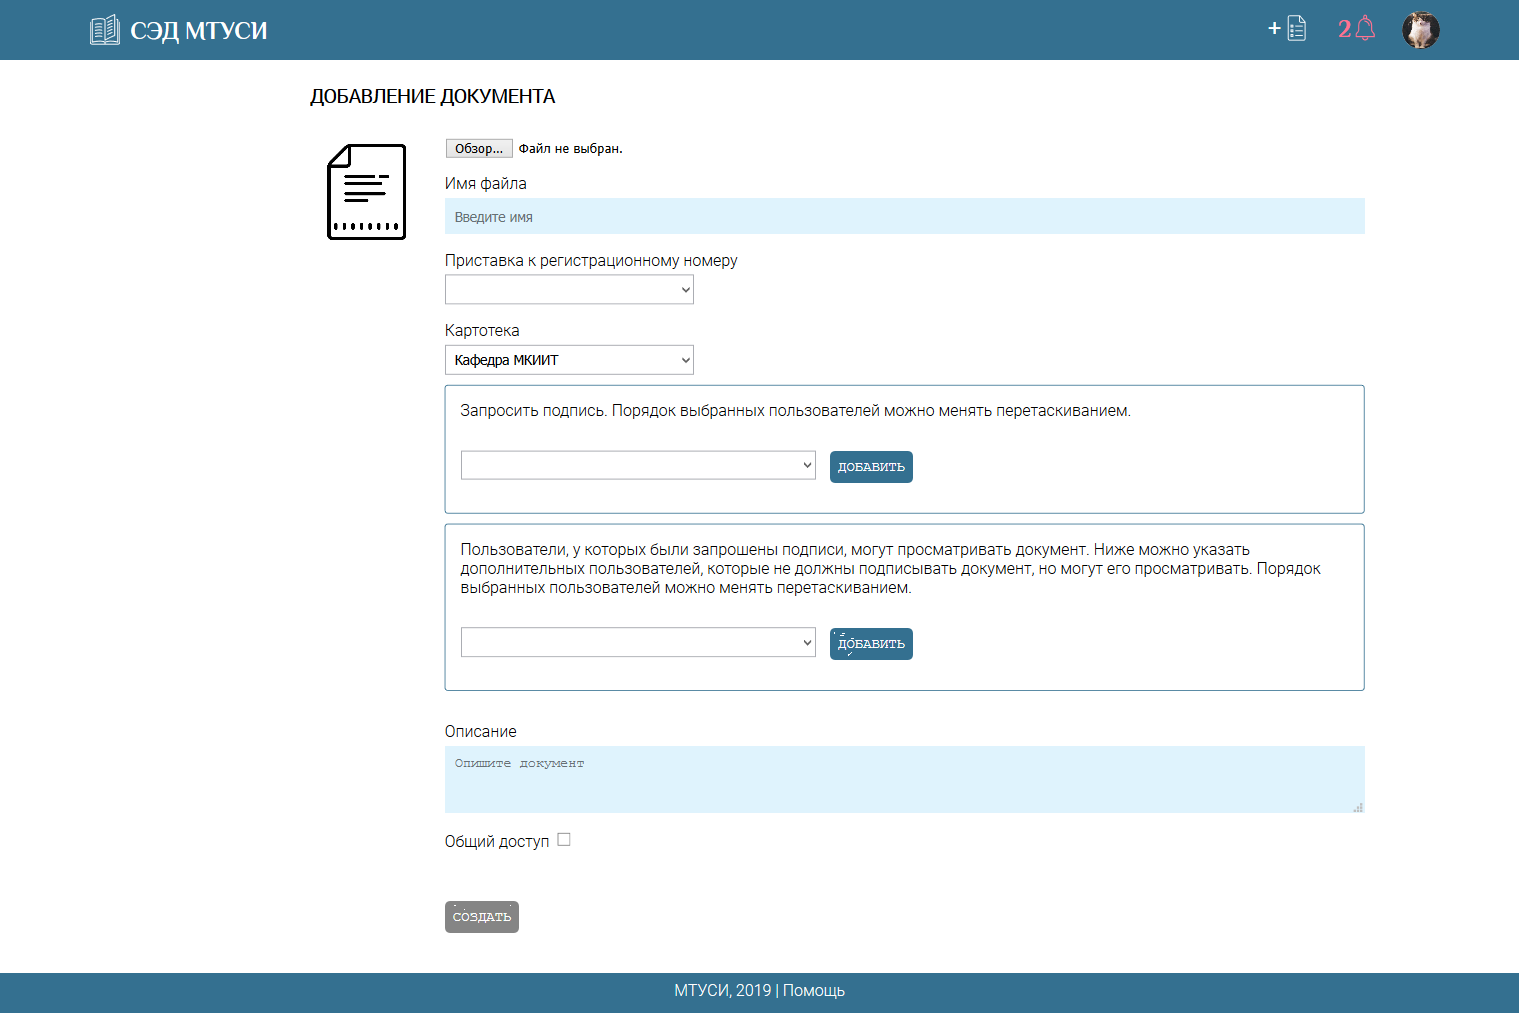 СЭД МТУСИ
+
2
ДОБАВЛЕНИЕ ДОКУМЕНТА
Обзор... Файл не выбран.
Имя файла
Введите имя
Приставка к регистрационному номеру
Картотека
Кафедра МКИИТ
Запросить подпись. Порядок выбранных пользователей можно менять перетаскиванием.
ДОБАВИТЬ
Пользователи, у которых были запрошены подписи, могут просматривать документ. Ниже можно указать
дополнительных пользователей, которые не должны подписывать документ, но могут его просматривать. Порядок
выбранных пользователей можно менять перетаскиванием.
ДОБАВИТЬ
Описание
Опишите документ
Общий доступ
СОЗДАТЬ
МТУСИ, 2019 | Помощь